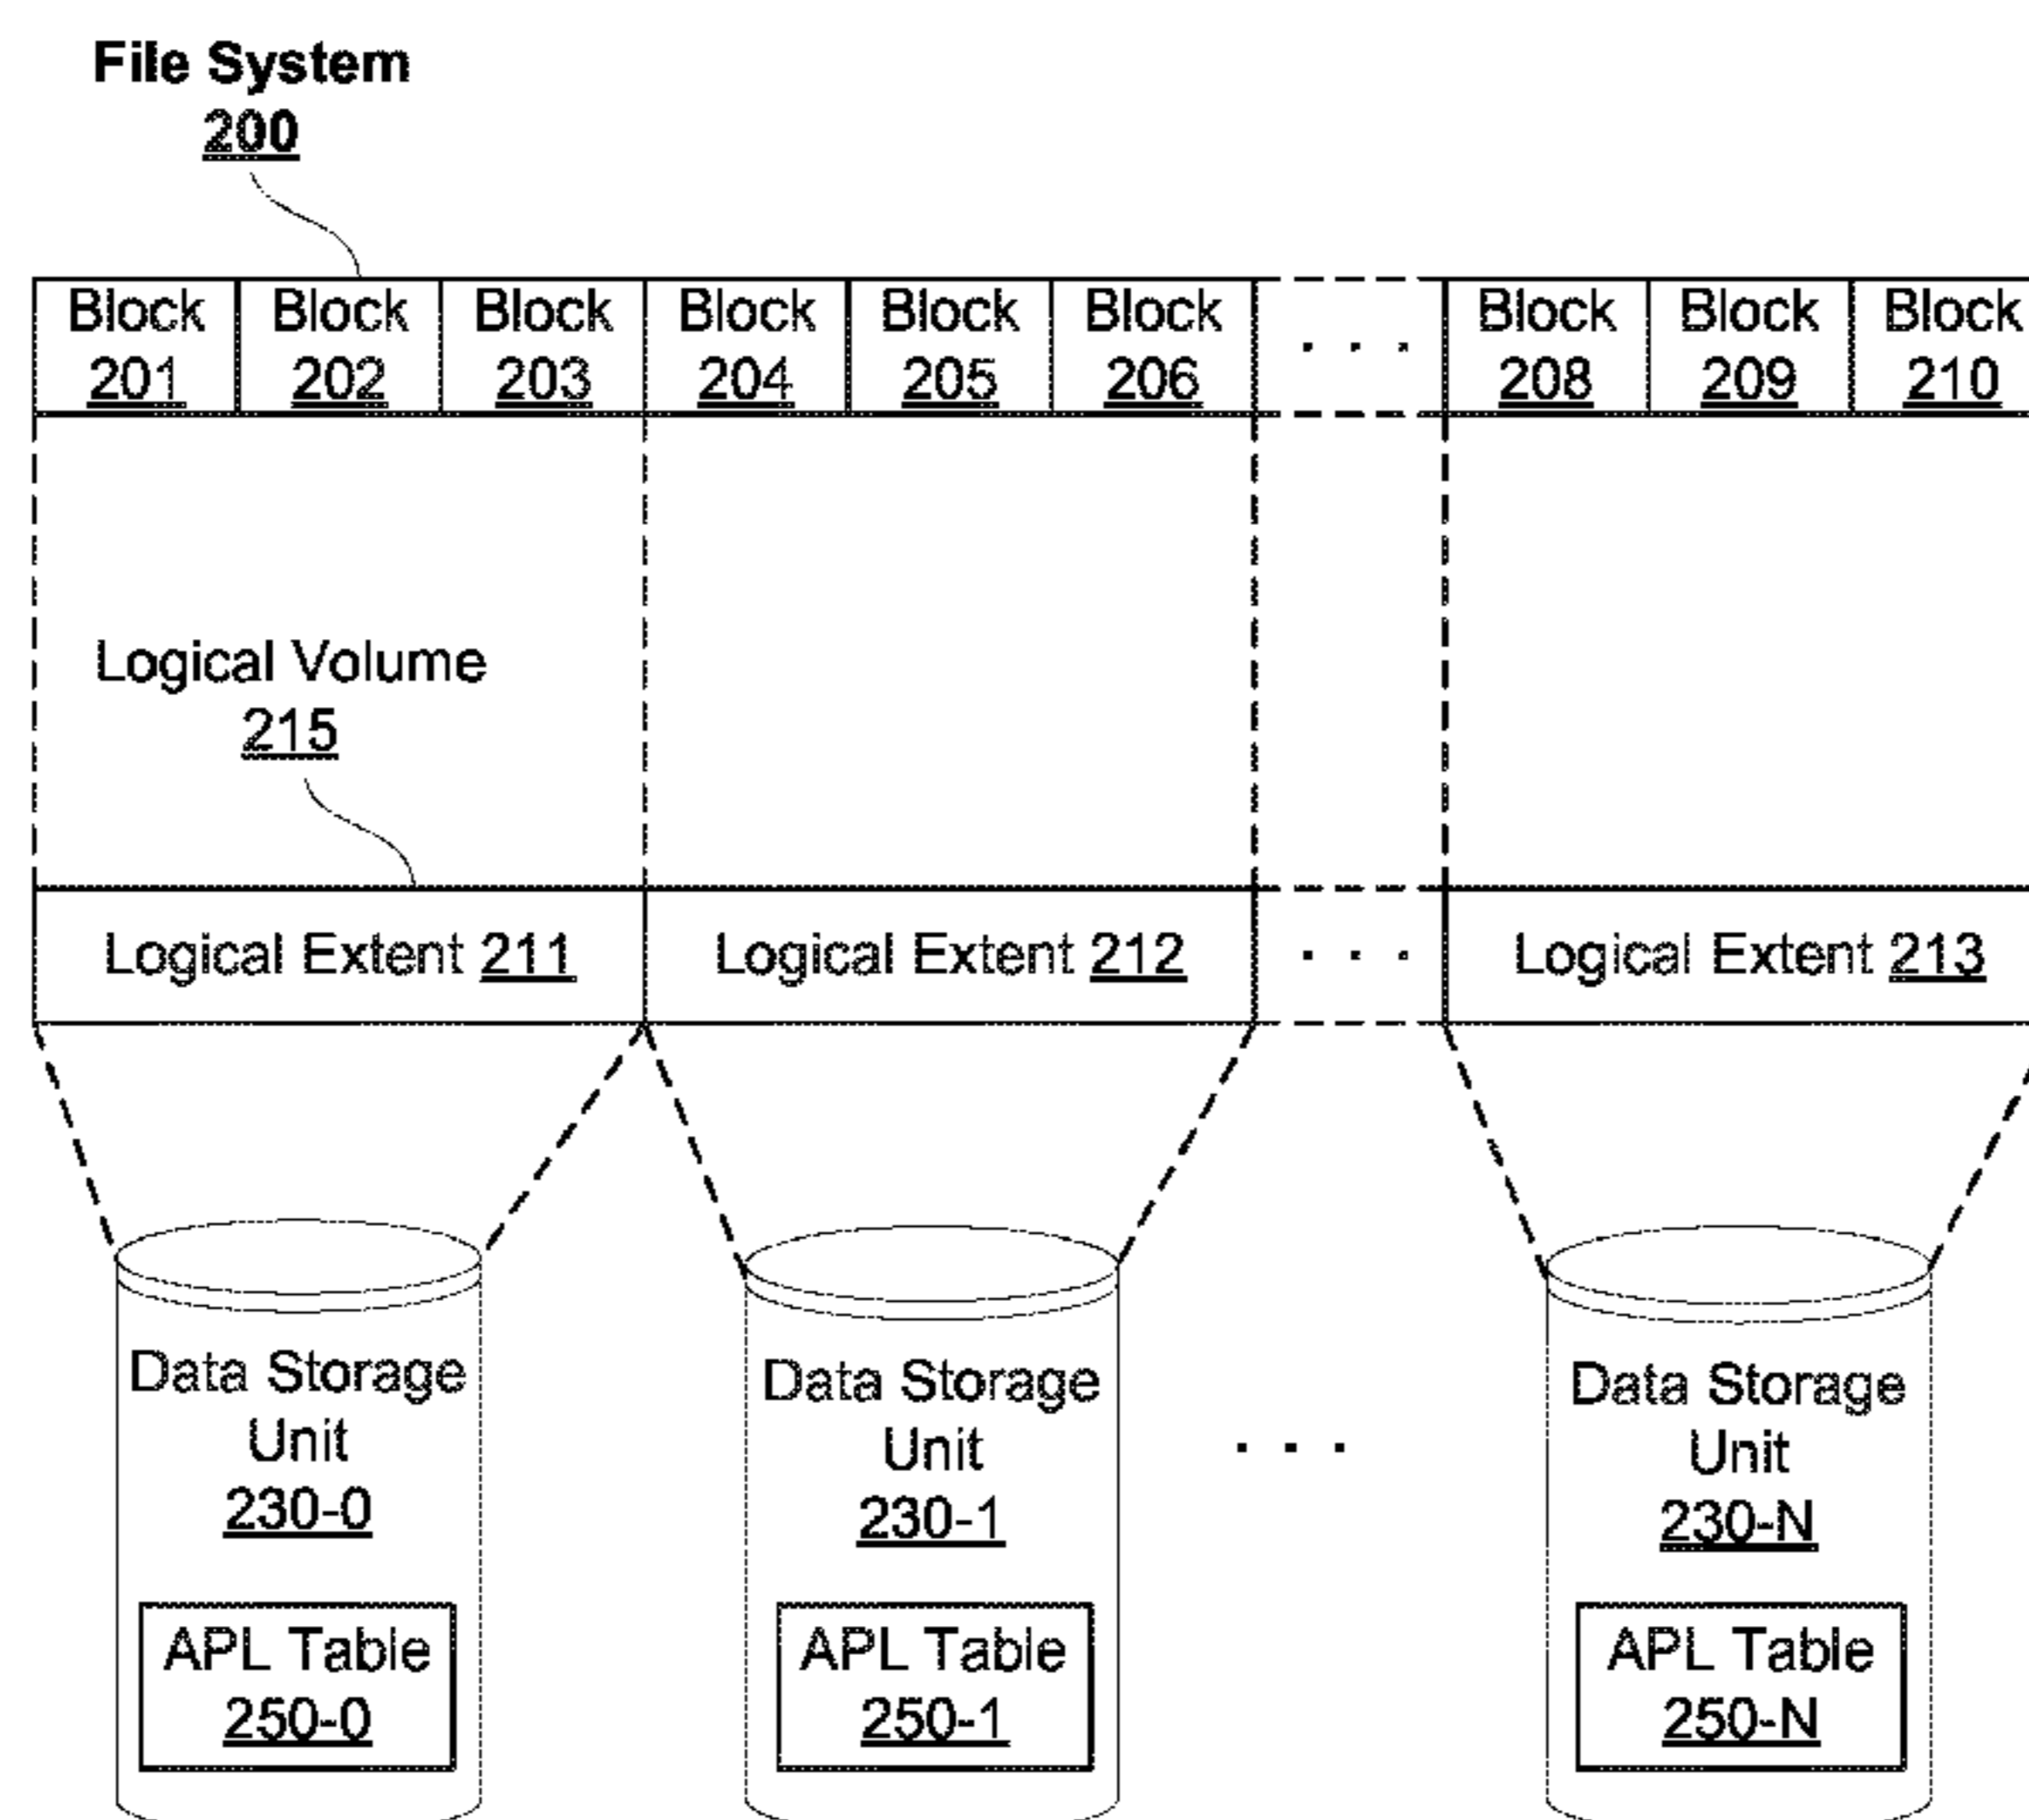 File System
200
Block Block Block Block Block Block Block Block Block
201 202 203 204 205 206 . . . 208 209 210
Logical Volume
215
Logical Extent 211 Logical Extent 212 . . . Logical Extent 213
Data Storage
Unit
230-0
APL Table
250-0
Data Storage
Unit
230-1
APL Table
250-1
. . .
Data Storage
Unit
230-N
APL Table
250-N